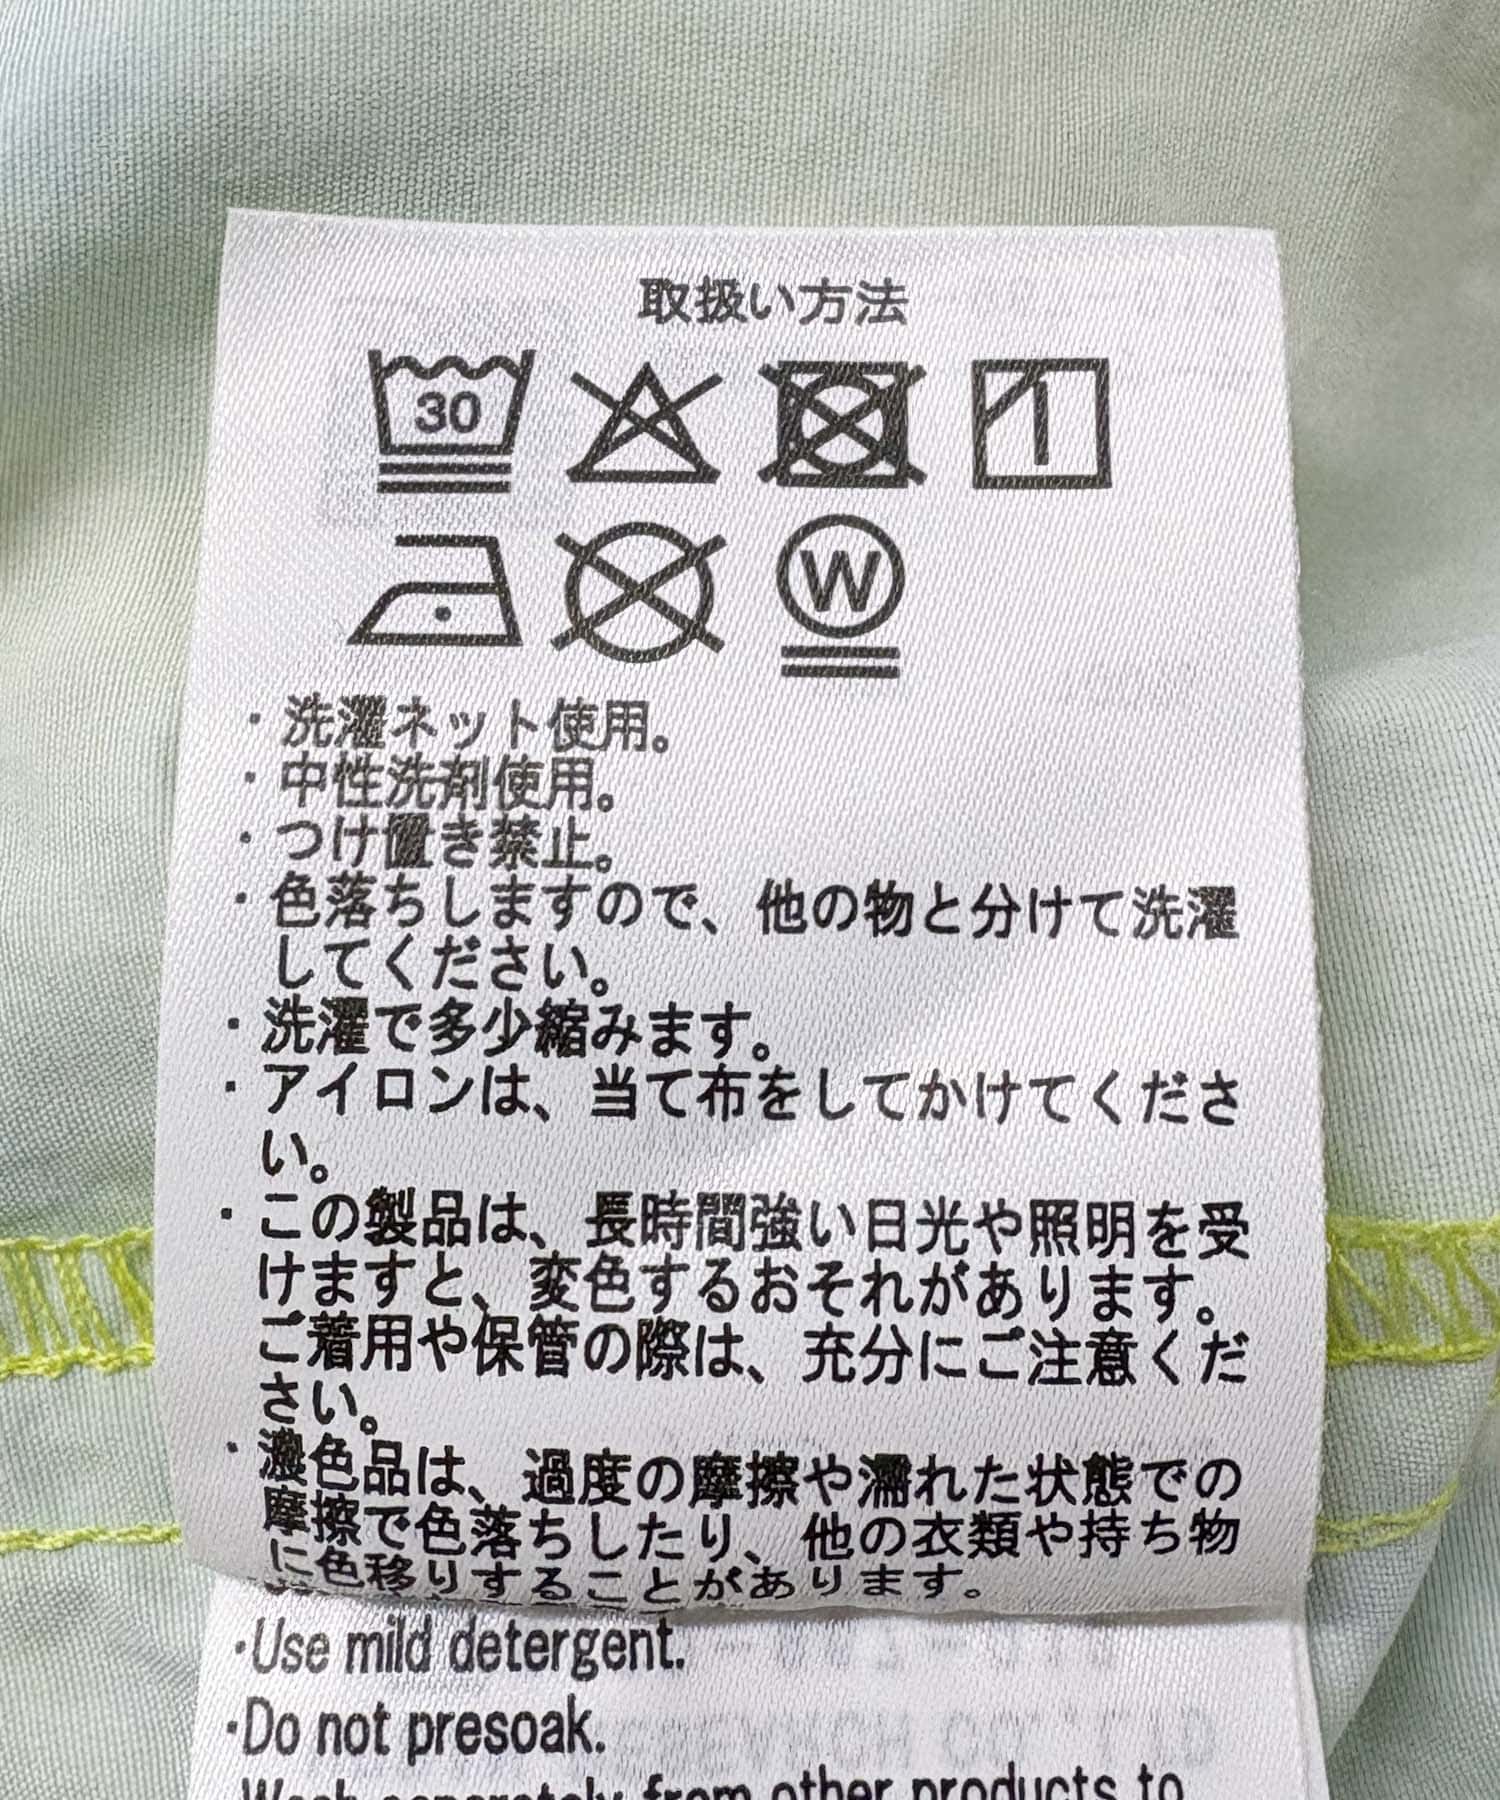 取扱い方法
30
W
・洗濯ネット使用。
・中性洗剤使用。
・つけ置き禁止。
・色落ちしますので、他の物と分けて洗濯
してください。
・洗濯で多少縮みます。
・アイロンは、当て布をしてかけてくださ
い。
・この製品は、長時間強い日光や照明を受
けますと、変色するおそれがあります。
ご着用や保管の際は、充分にご注意くだ
さい。
・濃色品は、過度の摩擦や濡れた状態での
摩擦で色落ちしたり、他の衣類や持ち物
に色移りすることがあります。
・Use mild detergent.
・Do not presoak.
Wash separately from other products to